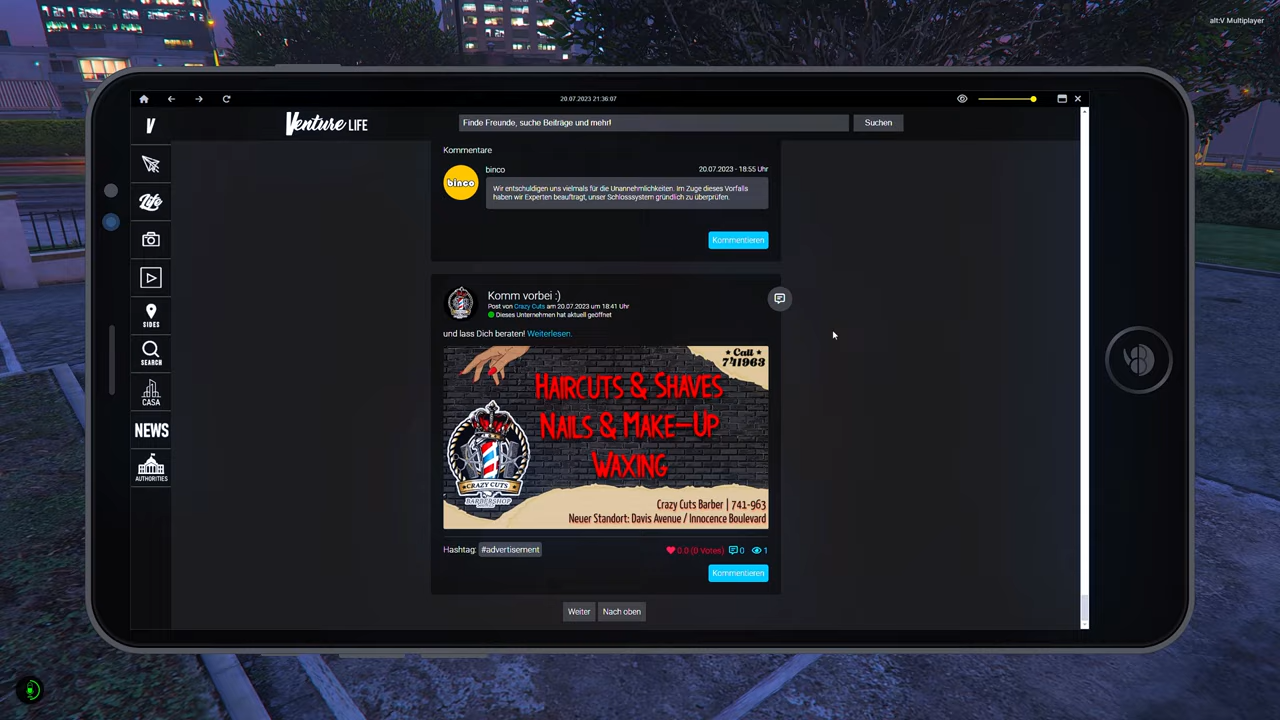 alt:V Multiplayer
20.07.2023 21:36:07
V
Venture LIFE
Finde Freunde, suche Beiträge und mehr!
Suchen
Life
SIDES
SEARCH
CASA
NEWS
AUTHORITIES
Kommentare
binco
binco
20.07.2023 - 18:55 Uhr
Wir entschuldigen uns vielmals für die Unannehmlichkeiten. Im Zuge dieses Vorfalls
haben wir Experten beauftragt, unser Schlosssystem gründlich zu überprüfen.
Kommentieren
Komm vorbei :)
Post von Crazy Cuts am 20.07.2023 um 18:41 Uhr
Dieses Unternehmen hat aktuell geöffnet
und lass Dich beraten! Weiterlesen.
Call
741963
HAIRCUTS & SHAVES
NAILS & MAKE-UP
WAXING
CRAZY CUTS
BARBERSHOP
Crazy Cuts Barber | 741-963
Neuer Standort: Davis Avenue / Innocence Boulevard
Hashtag: #advertisement
0.0 (0 Votes) 0 1
Kommentieren
Weiter
Nach oben